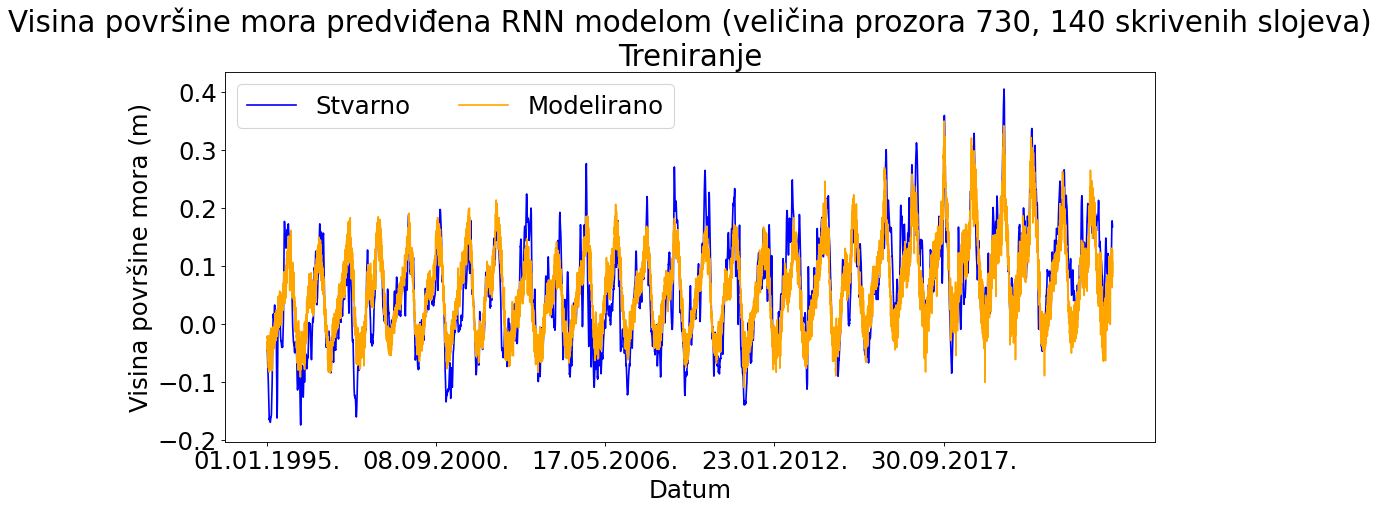 Visina površine mora predviđena RNN modelom (veličina prozora 730, 140 skrivenih slojeva)
Treniranje
Stvarno Modelirano
Visina površine mora (m)
0.4
0.3
0.2
0.1
0.0
−0.1
−0.2
01.01.1995. 08.09.2000. 17.05.2006. 23.01.2012. 30.09.2017.
Datum